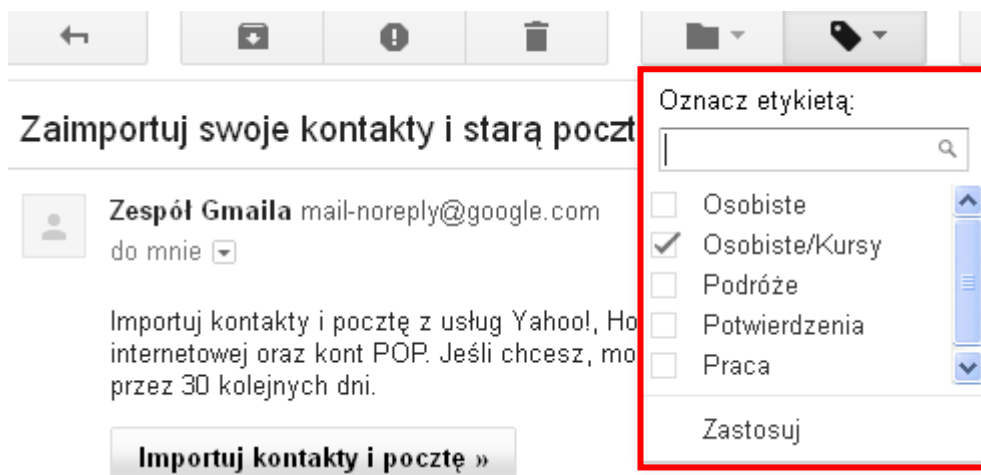 Zaimportuj swoje kontakty i starą poczt
Zespół Gmaila mail-noreply@google.com
do mnie
Importuj kontakty i pocztę z usług Yahoo!, Ho
internetowej oraz kont POP. Jeśli chcesz, mo
przez 30 kolejnych dni.
Importuj kontakty i pocztę »
Oznacz etykietą:
Osobiste
Osobiste/Kursy
Podróże
Potwierdzenia
Praca
Zastosuj